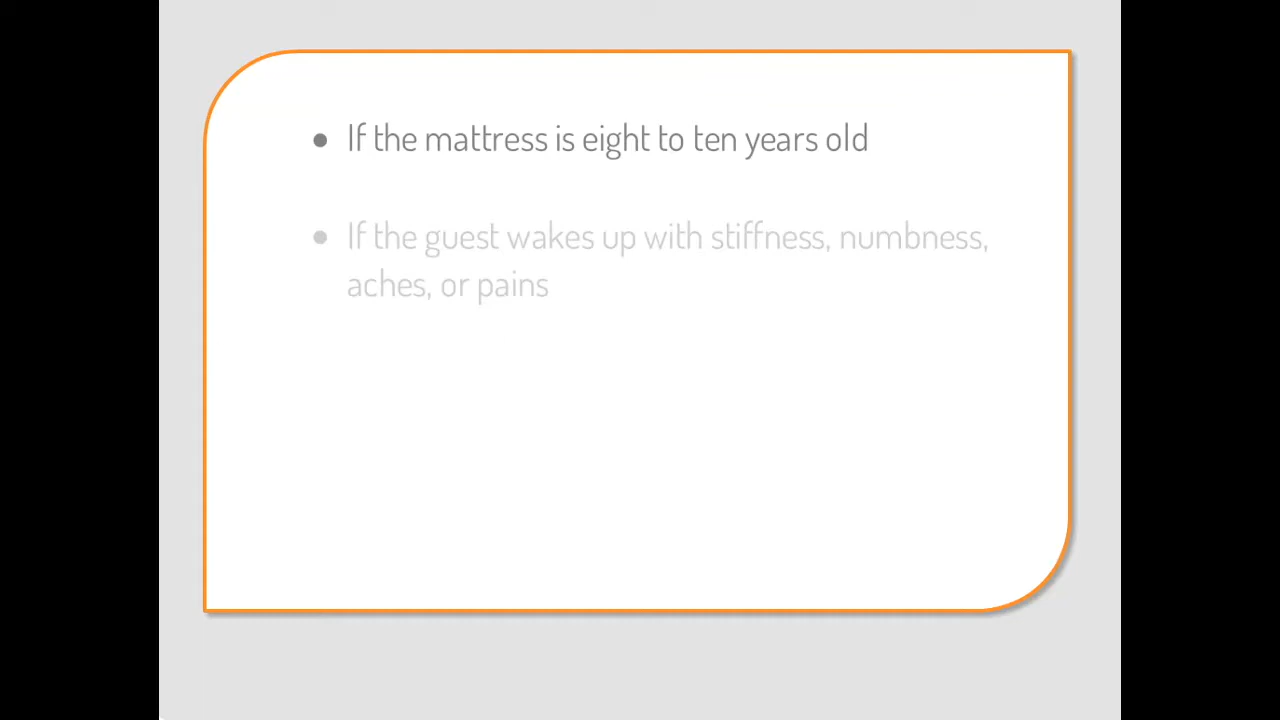 • If the mattress is eight to ten years old
• If the guest wakes up with stiffness, numbness,
aches, or pains